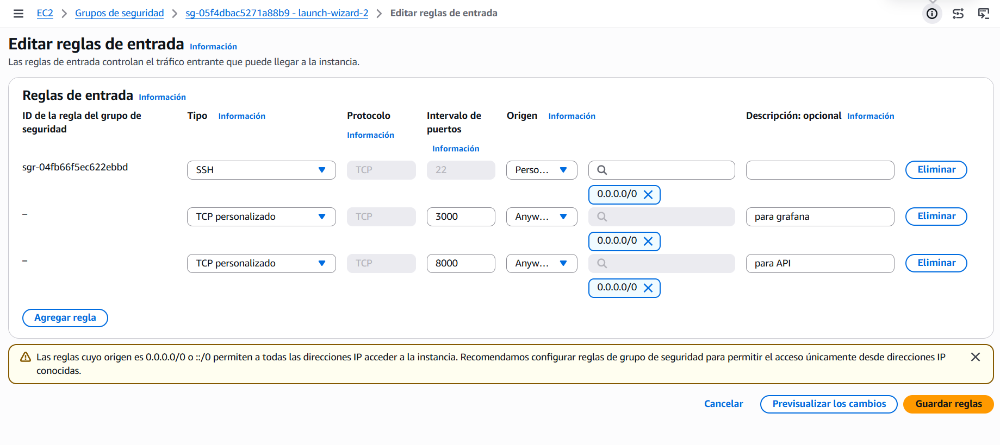 EC2 > Grupos de seguridad > sg-05f4dbac5271a88b9 - launch-wizard-2 > Editar reglas de entrada
Editar reglas de entrada Información
Las reglas de entrada controlan el tráfico entrante que puede llegar a la instancia.
Reglas de entrada Información
ID de la regla del grupo de seguridad
Tipo Información
Protocolo Información
Intervalo de puertos Información
Origen Información
Descripción: opcional Información
sgr-04fb66f5ec622ebbd SSH TCP 22 Perso... Eliminar
0.0.0.0/0
– TCP personalizado TCP 3000 Anyw... para grafana Eliminar
0.0.0.0/0
– TCP personalizado TCP 8000 Anyw... para API Eliminar
0.0.0.0/0
Agregar regla
Las reglas cuyo origen es 0.0.0.0/0 o ::/0 permiten a todas las direcciones IP acceder a la instancia. Recomendamos configurar reglas de grupo de seguridad para permitir el acceso únicamente desde direcciones IP
conocidas.
Cancelar Previsualizar los cambios Guardar reglas